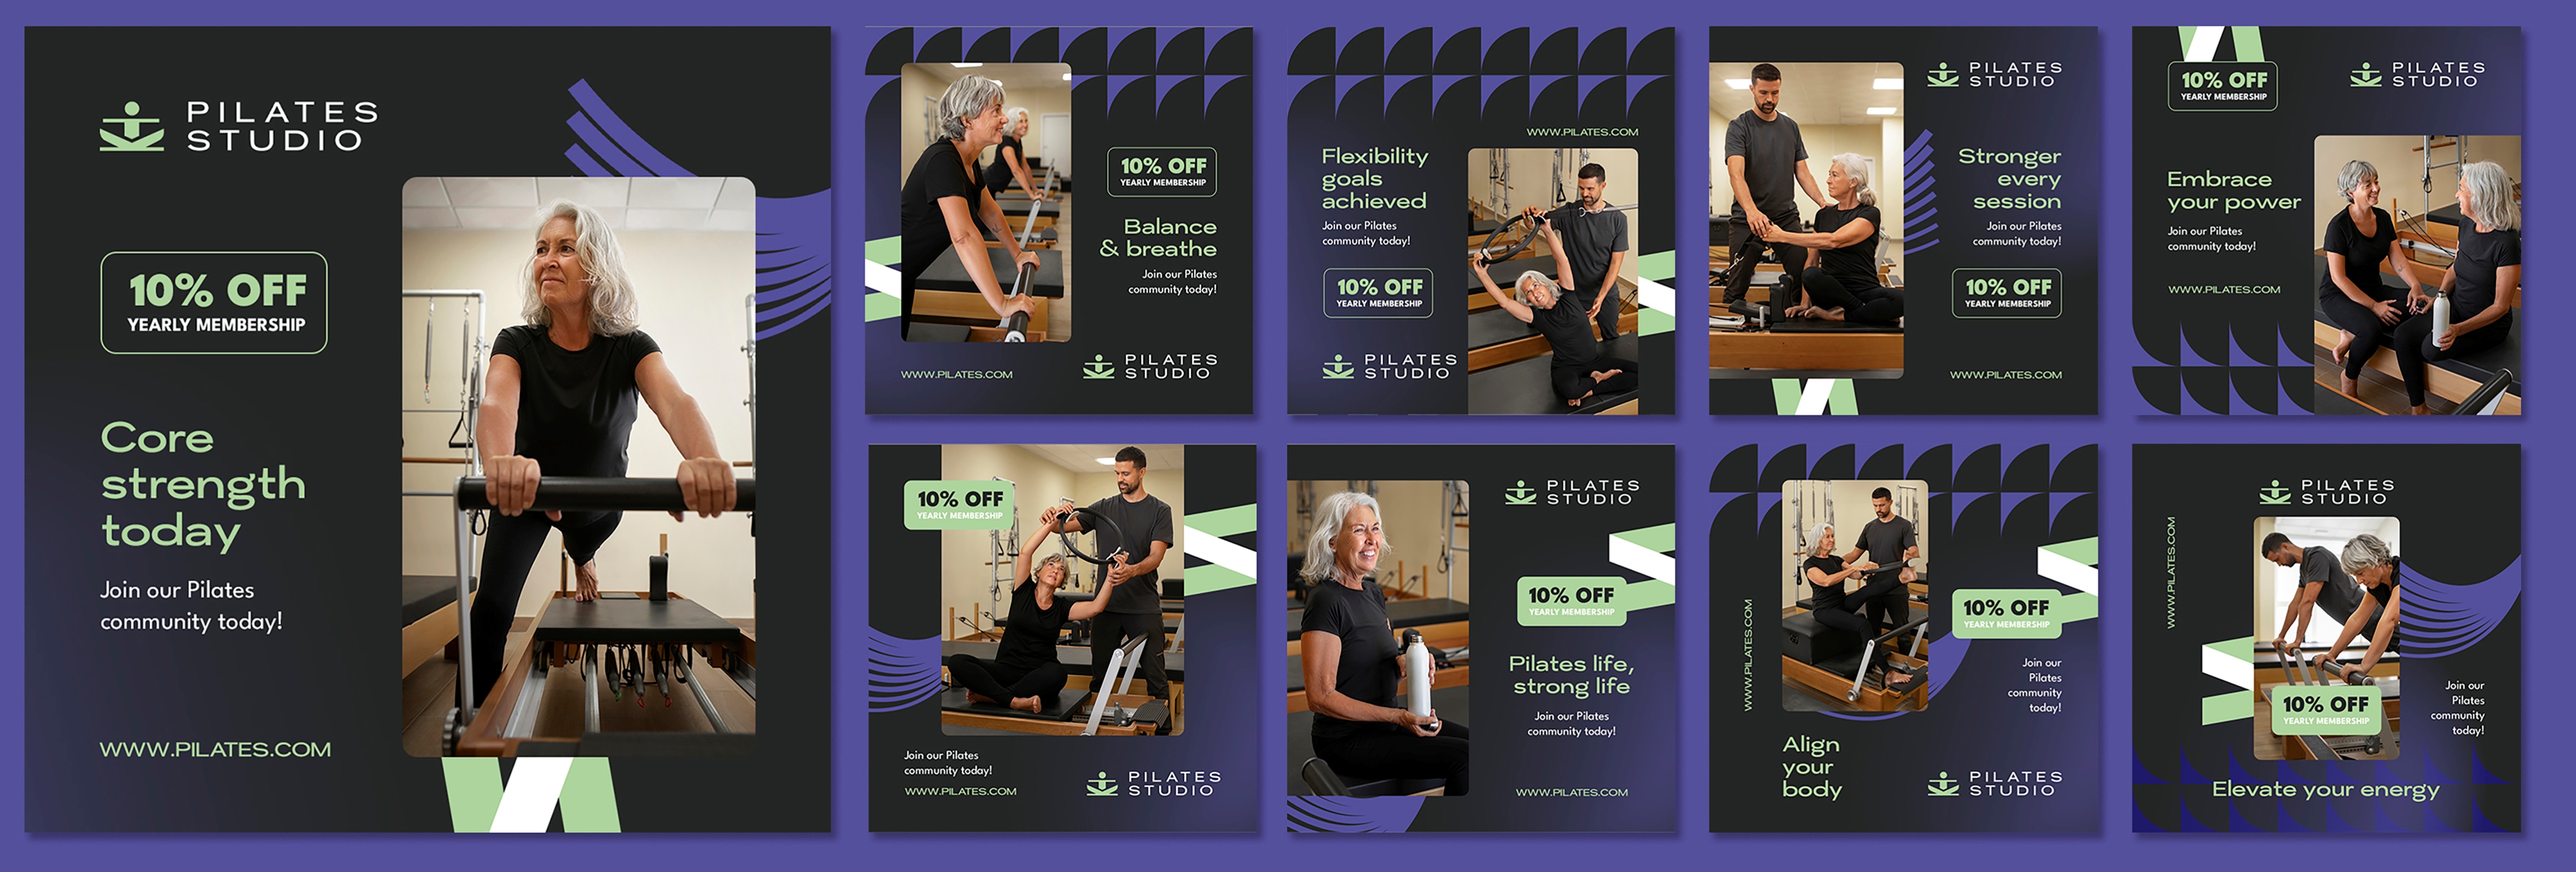 PILATES
STUDIO
10% OFF
YEARLY MEMBERSHIP
Core
strength
today
Join our Pilates
community today!
WWW.PILATES.COM
10% OFF
YEARLY MEMBERSHIP
Balance
& breathe
Join our Pilates
community today!
WWW.PILATES.COM
PILATES
STUDIO
WWW.PILATES.COM
Flexibility
goals
achieved
Join our Pilates
community today!
10% OFF
YEARLY MEMBERSHIP
PILATES
STUDIO
PILATES
STUDIO
Stronger
every
session
Join our Pilates
community today!
10% OFF
YEARLY MEMBERSHIP
WWW.PILATES.COM
10% OFF
YEARLY MEMBERSHIP
PILATES
STUDIO
Embrace
your power
Join our Pilates
community today!
WWW.PILATES.COM
10% OFF
YEARLY MEMBERSHIP
Join our Pilates
community today!
WWW.PILATES.COM
PILATES
STUDIO
PILATES
STUDIO
10% OFF
YEARLY MEMBERSHIP
Pilates life,
strong life
Join our Pilates
community today!
WWW.PILATES.COM
WWW.PILATES.COM
10% OFF
YEARLY MEMBERSHIP
Join our
Pilates
community
today!
Align
your
body
PILATES
STUDIO
PILATES
STUDIO
WWW.PILATES.COM
10% OFF
YEARLY MEMBERSHIP
Join our
Pilates
community
today!
Elevate your energy